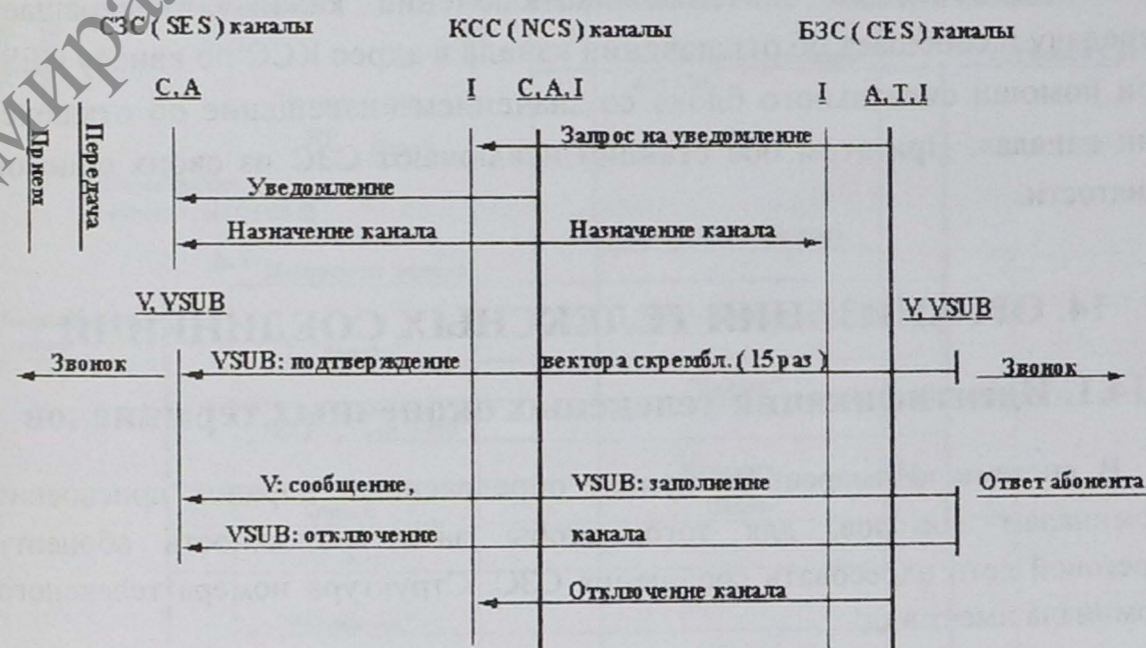 СЗС ( SES ) каналы КСС ( NCS ) каналы БЗС (CES) каналы
С, А I С, А, I I А, Т, I
Прием
Передача
Запрос на уведомление
Уведомление
Назначение канала Назначение канала
V, VSUB V, VSUB
Звонок VSUB: подтверждение вектора скрембл. ( 15 раз ) Звонок
V: сообщение, VSUB: заполнение Ответ абонента
VSUB: отключение канала
Отключение канала